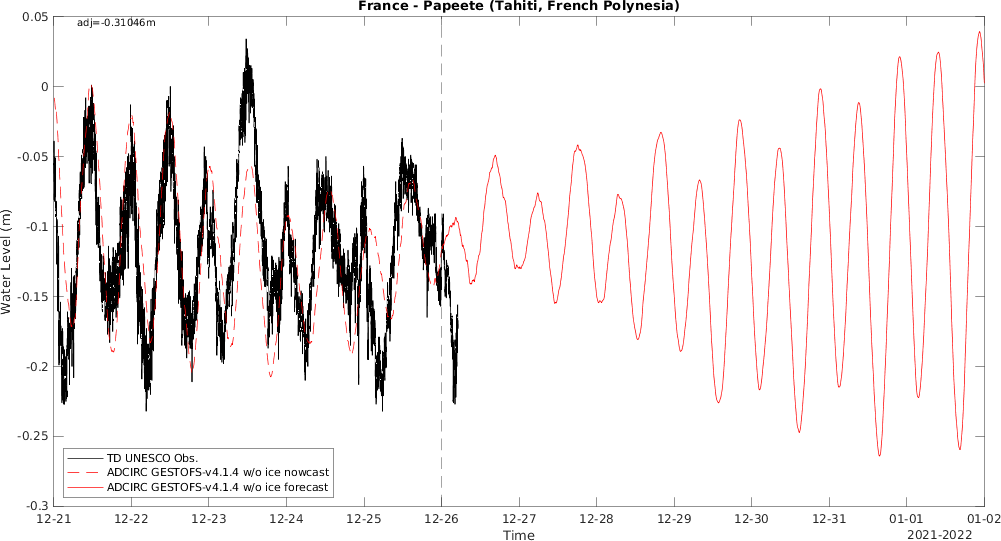 France - Papeete (Tahiti, French Polynesia)
adj=-0.31046m
0.05
0
-0.05
-0.1
-0.15
-0.2
-0.25
-0.3
Water Level (m)
TD UNESCO Obs.
ADCIRC GESTOFS-v4.1.4 w/o ice nowcast
ADCIRC GESTOFS-v4.1.4 w/o ice forecast
12-21 12-22 12-23 12-24 12-25 12-26 12-27 12-28 12-29 12-30 12-31 01-01 01-02
Time
2021-2022